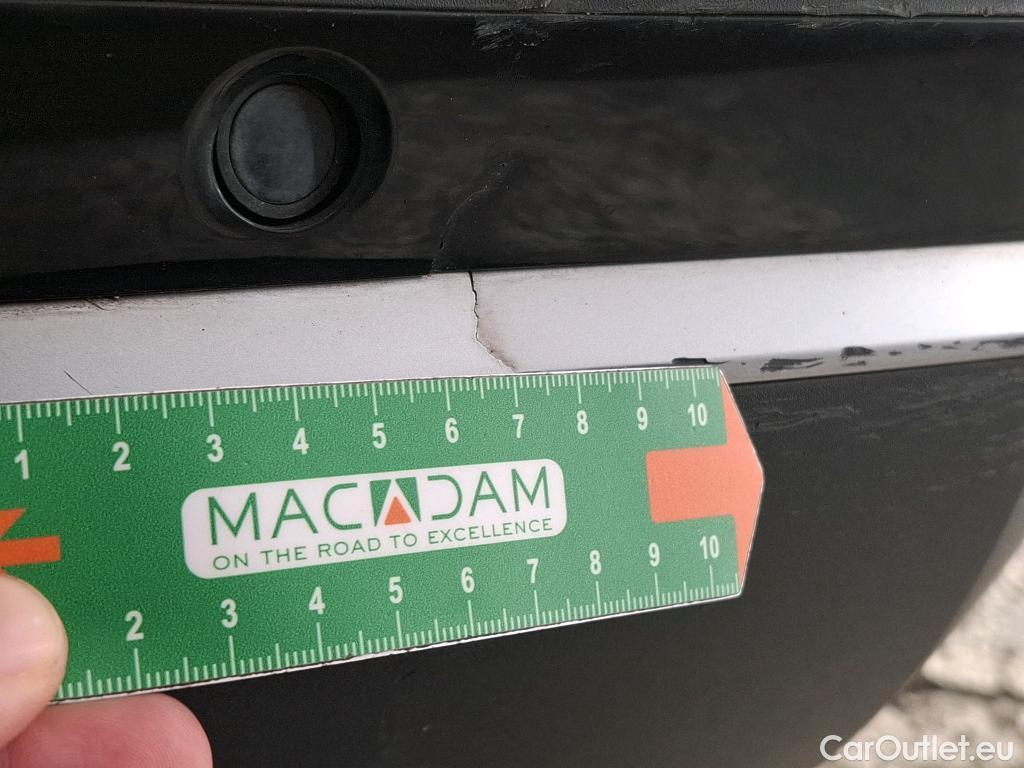 1 2 3 4 5 6 7 8 9 10
MACADAM
ON THE ROAD TO EXCELLENCE
2 3 4 5 6 7 8 9 10
CarOutlet.eu